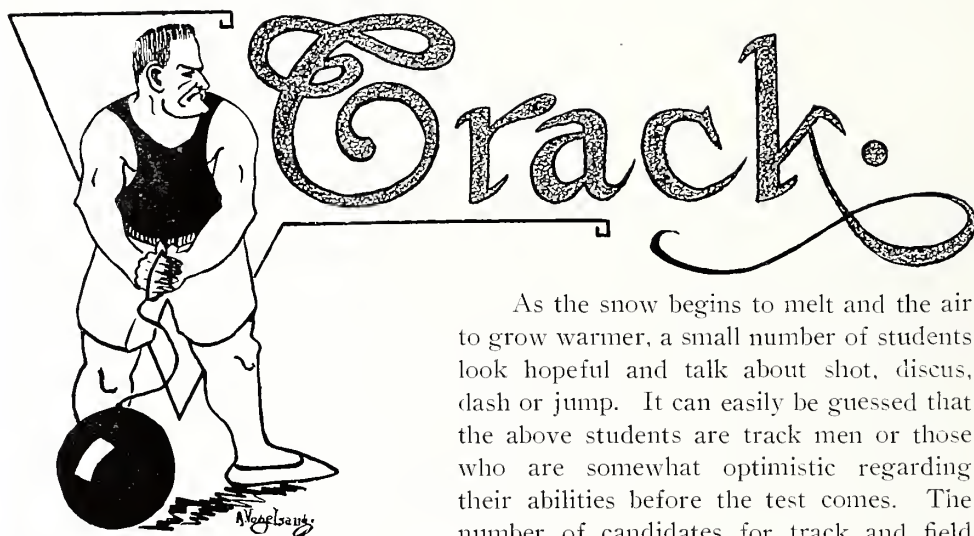 Track.
As the snow begins to melt and the air
to grow warmer, a small number of students
look hopeful and talk about shot, discus,
dash or jump. It can easily be guessed that
the above students are track men or those
who are somewhat optimistic regarding
their abilities before the test comes. The
number of candidates for track and field
A.Vogelsang.